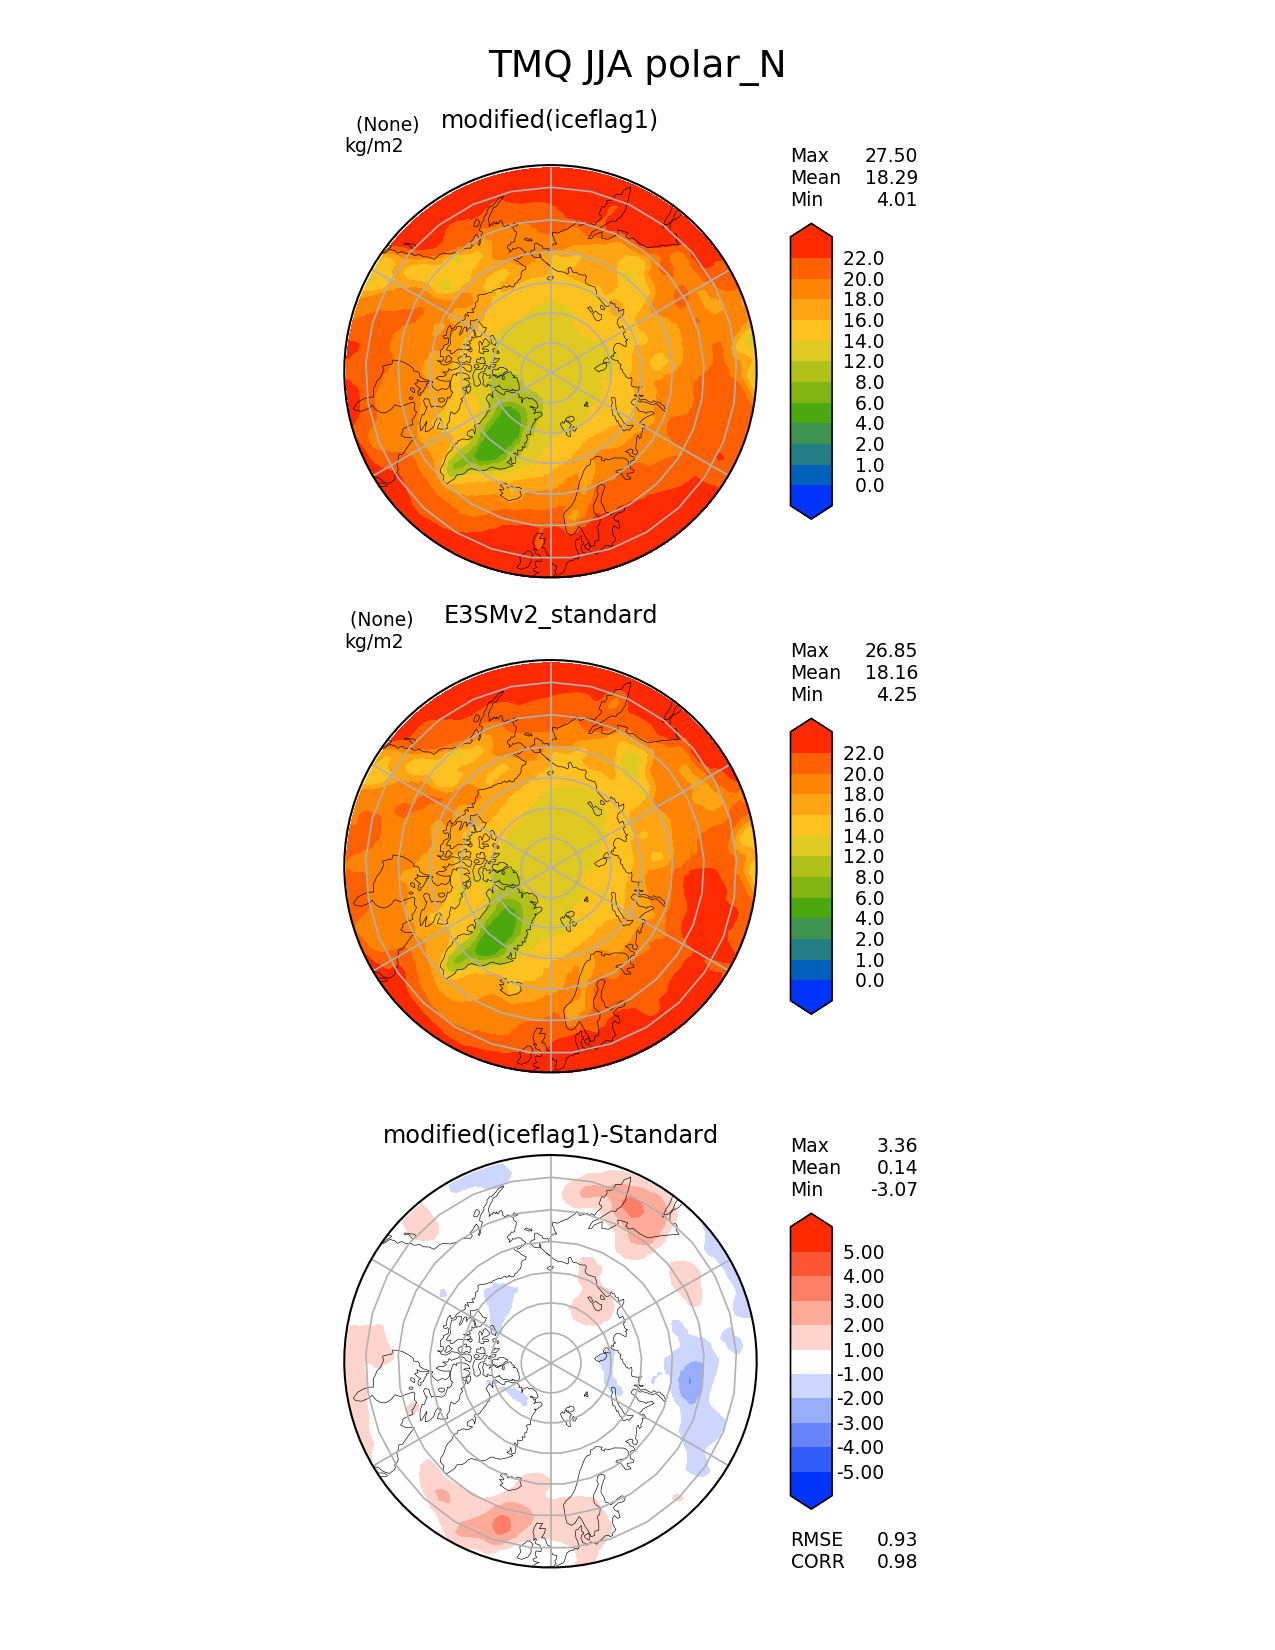 TMQ JJA polar_N
(None) modified(iceflag1)
kg/m2
Max 27.50
Mean 18.29
Min 4.01
22.0
20.0
18.0
16.0
14.0
12.0
8.0
6.0
4.0
2.0
1.0
0.0
(None) E3SMv2_standard
kg/m2
Max 26.85
Mean 18.16
Min 4.25
22.0
20.0
18.0
16.0
14.0
12.0
8.0
6.0
4.0
2.0
1.0
0.0
modified(iceflag1)-Standard
Max 3.36
Mean 0.14
Min -3.07
5.00
4.00
3.00
2.00
1.00
-1.00
-2.00
-3.00
-4.00
-5.00
RMSE 0.93
CORR 0.98